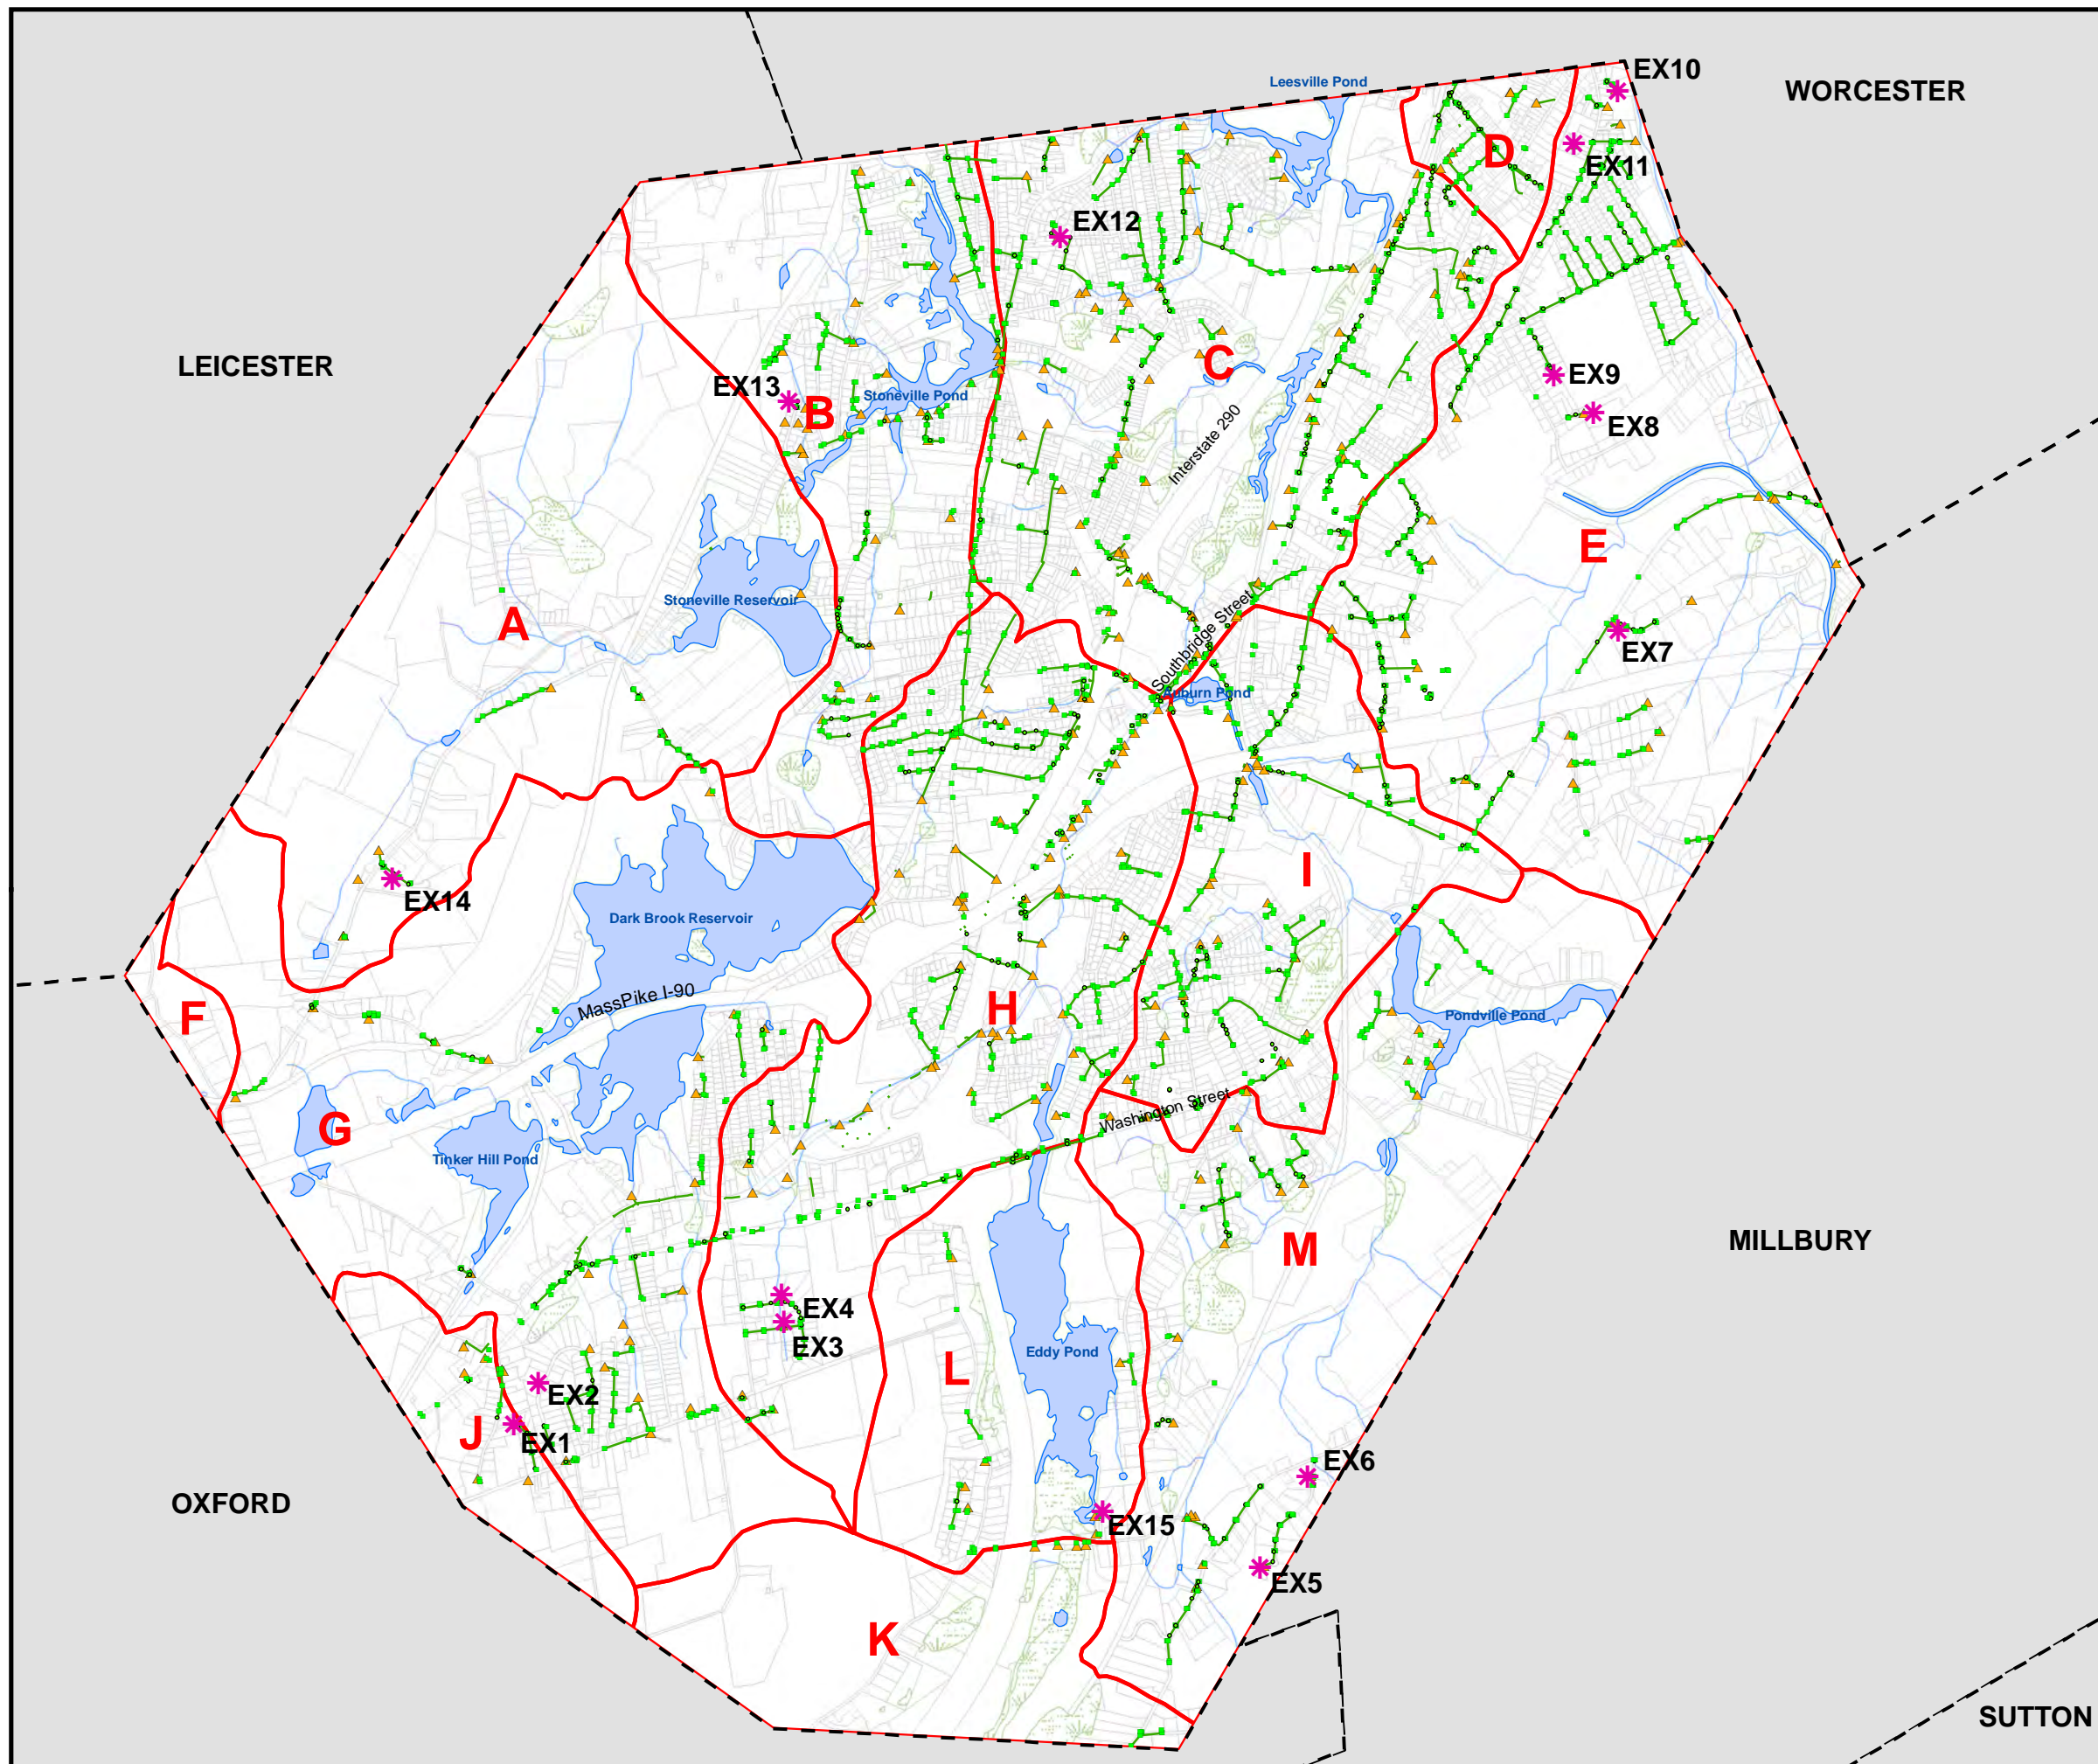 EX10
Leesville Pond
WORCESTER
D
EX11
EX12
LEICESTER
C
EX9
EX13
Stoneville Pond
B
EX8
Interstate 290
E
Stoneville Reservoir
A
Southbridge Street
EX7
Auburn Pond
I
EX14
Dark Brook Reservoir
MassPike I-90
H
F
Pondville Pond
Washington Street
G
Tinker Hill Pond
MILLBURY
M
EX4
EX3
Eddy Pond
L
EX2
J
EX1
EX6
OXFORD
EX15
EX5
K
SUTTON